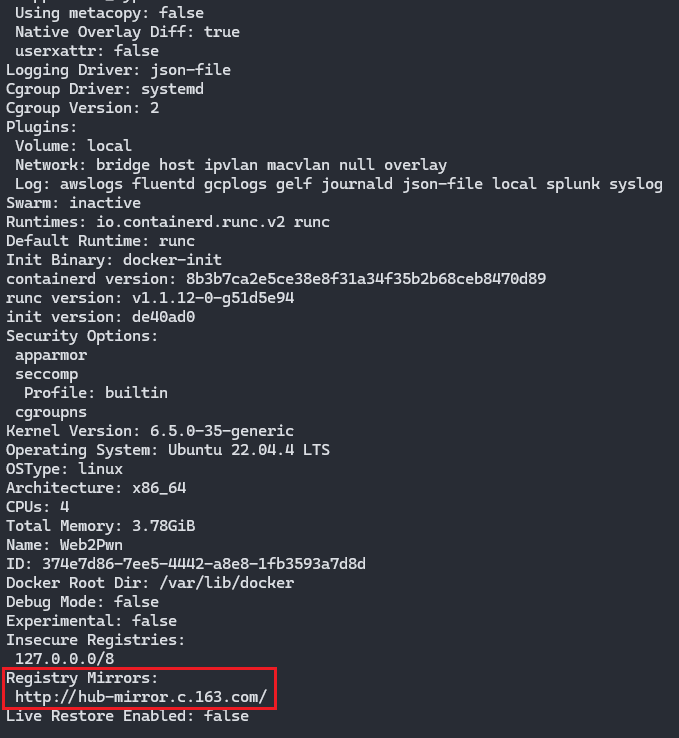 Using metacopy: false
Native Overlay Diff: true
userxattr: false
Logging Driver: json-file
Cgroup Driver: systemd
Cgroup Version: 2
Plugins:
Volume: local
Network: bridge host ipvlan macvlan null overlay
Log: awslogs fluentd gcplogs gelf journald json-file local splunk syslog
Swarm: inactive
Runtimes: io.containerd.runc.v2 runc
Default Runtime: runc
Init Binary: docker-init
containerd version: 8b3b7ca2e5ce38e8f31a34f35b2b68ceb8470d89
runc version: v1.1.12-0-g51d5e94
init version: de40ad0
Security Options:
apparmor
seccomp
Profile: builtin
cgroupns
Kernel Version: 6.5.0-35-generic
Operating System: Ubuntu 22.04.4 LTS
OSType: linux
Architecture: x86_64
CPUs: 4
Total Memory: 3.78GiB
Name: Web2Pwn
ID: 374e7d86-7ee5-4442-a8e8-1fb3593a7d8d
Docker Root Dir: /var/lib/docker
Debug Mode: false
Experimental: false
Insecure Registries:
127.0.0.0/8
Registry Mirrors:
http://hub-mirror.c.163.com/
Live Restore Enabled: false